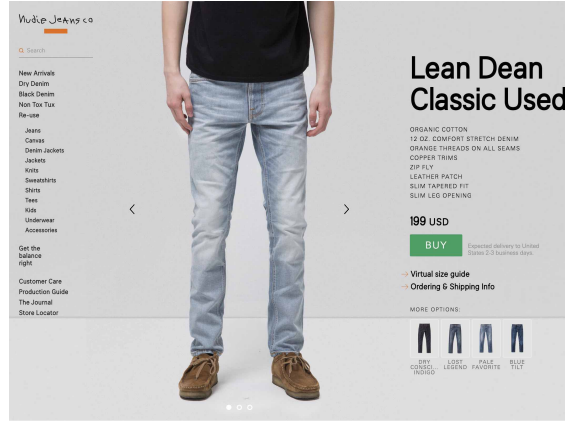 Nudie Jeans co
Search
New Arrivals
Dry Denim
Black Denim
Non Tox Tux
Re-use
Jeans
Canvas
Denim Jackets
Jackets
Knits
Sweatshirts
Shirts
Tees
Kids
Underwear
Accessories
Get the
balance
right
Customer Care
Production Guide
The Journal
Store Locator
Lean Dean
Classic Used
ORGANIC COTTON
12 OZ. COMFORT STRETCH DENIM
ORANGE THREADS ON ALL SEAMS
COPPER TRIMS
ZIP FLY
LEATHER PATCH
SLIM TAPERED FIT
SLIM LEG OPENING
199 USD
BUY
Expected delivery to United
States 2-3 business days
→ Virtual size guide
→ Ordering & Shipping Info
MORE OPTIONS:
DRY
CONSCI...
INDIGO
LOST
LEGEND
PALE
FAVORITE
BLUE
TILT